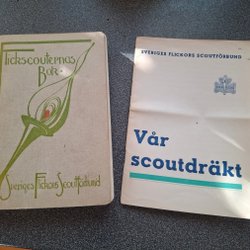 Flickscouternas
Bok:
Sveriges Flickors Scoutförbund
SVERIGES FLICKORS SCOUTFÖRBUND
Vår
scoutdräkt